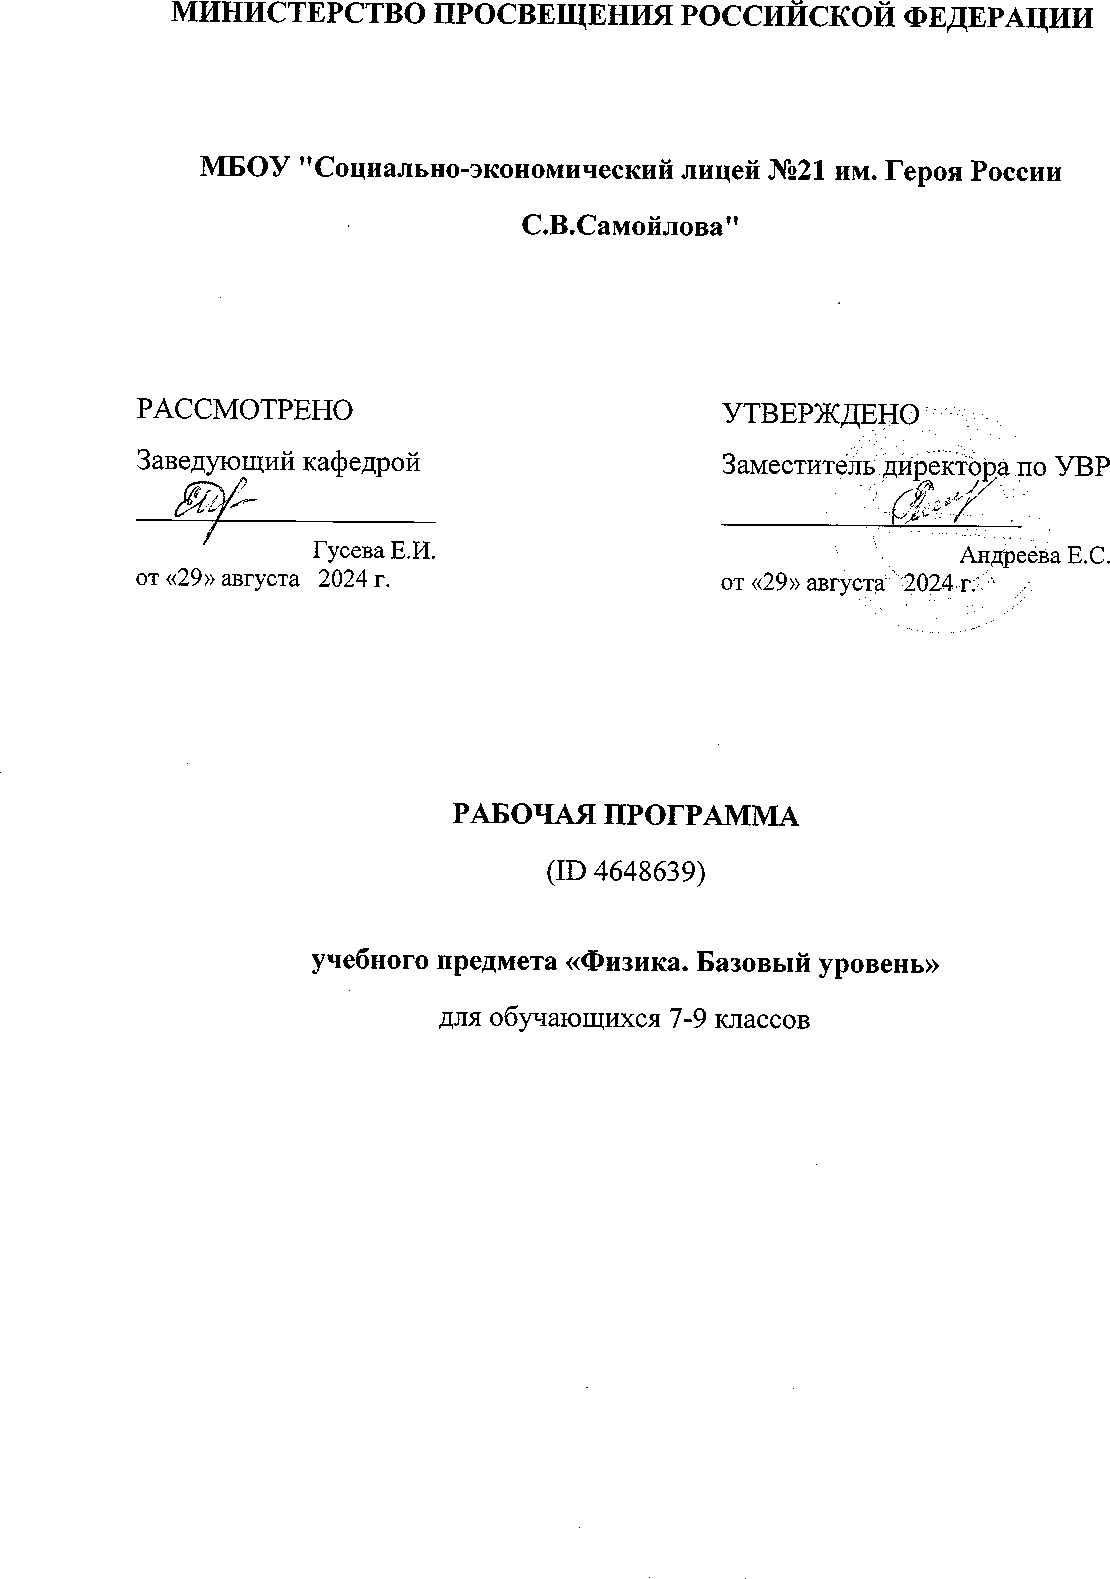 МИНИСТЕРСТВО ПРОСВЕЩЕНИЯ РОССИЙСКОЙ ФЕДЕРАЦИИ
МБОУ "Социально-экономический лицей №21 им. Героя России
С.В.Самойлова"
РАССМОТРЕНО
Заведующий кафедрой
Гусева Е.И.
от «29» августа 2024 г.
УТВЕРЖДЕНО
Заместитель директора по УВР
Андреева Е.С.
от «29» августа 2024 г.
РАБОЧАЯ ПРОГРАММА
(ID 4648639)
учебного предмета «Физика. Базовый уровень»
для обучающихся 7-9 классов